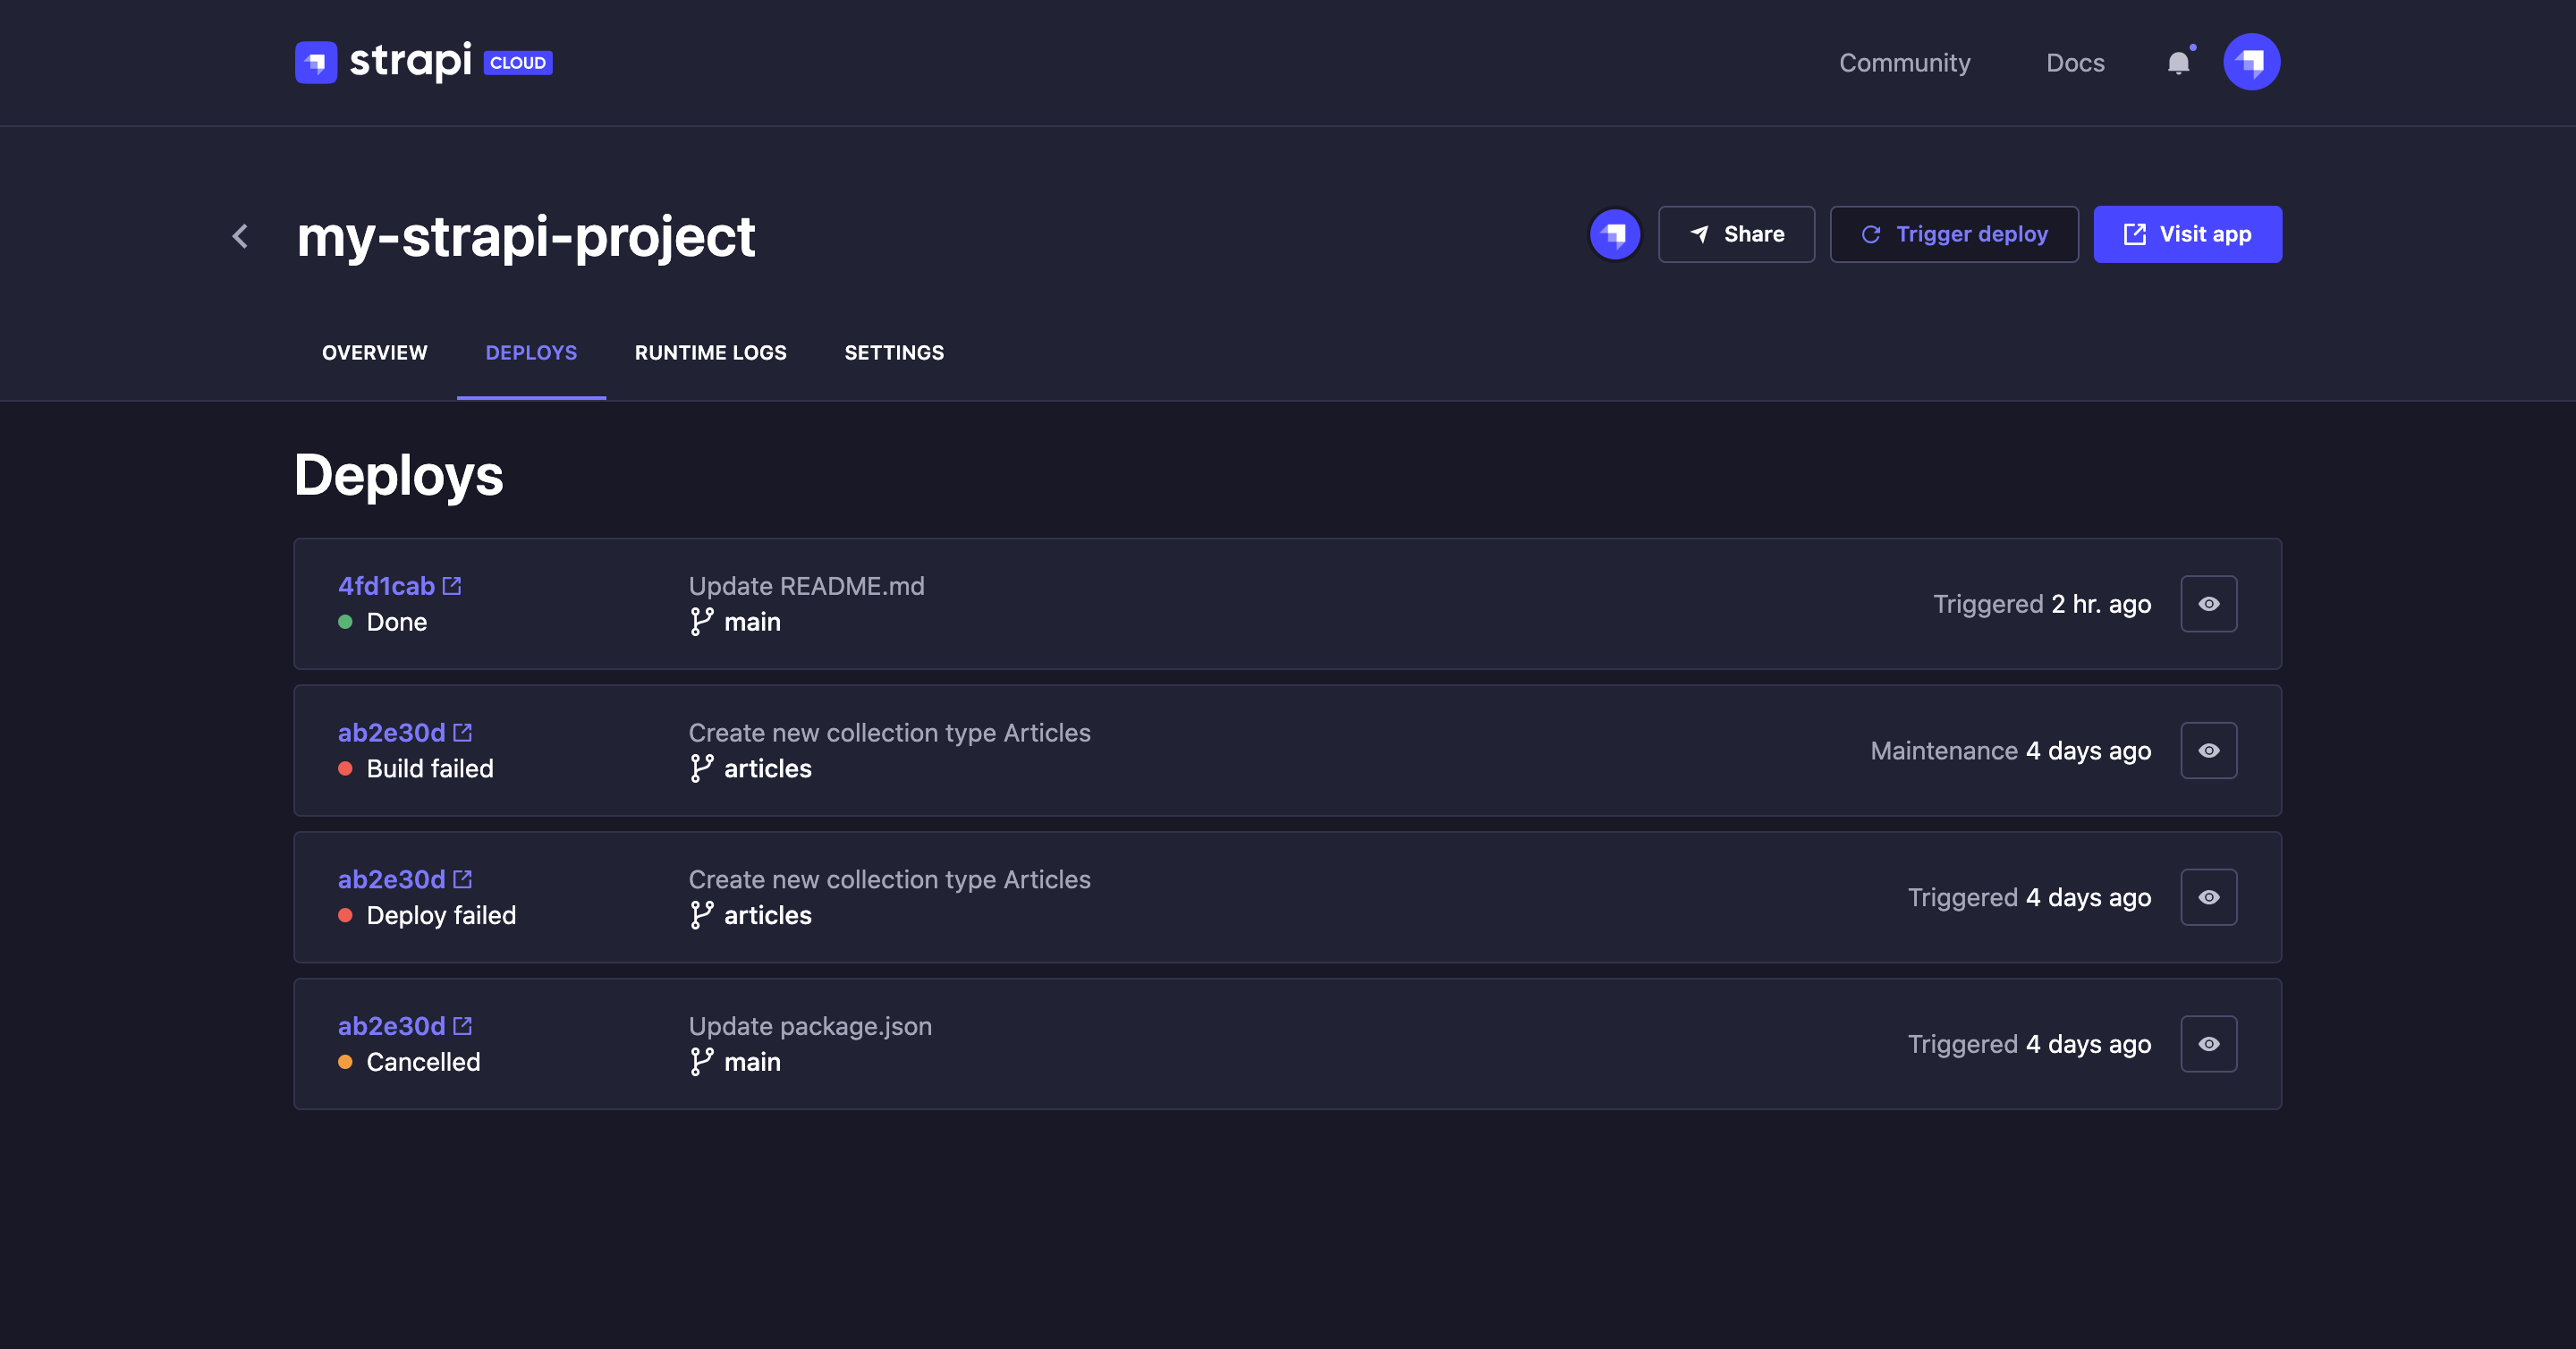 strapi CLOUD
Community Docs
my-strapi-project
Share Trigger deploy Visit app
OVERVIEW DEPLOYS RUNTIME LOGS SETTINGS
Deploys
4fd1cab Update README.md
Done main
Triggered 2 hr. ago
ab2e30d Create new collection type Articles
Build failed articles
Maintenance 4 days ago
ab2e30d Create new collection type Articles
Deploy failed articles
Triggered 4 days ago
ab2e30d Update package.json
Cancelled main
Triggered 4 days ago